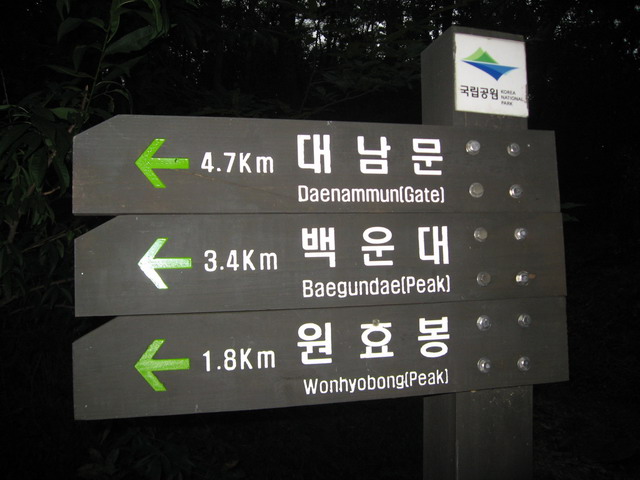 국립공원
KOREA
NATIONAL
PARK
4.7Km 대남문
Daenammun(Gate)
3.4Km 백운대
Baegundae(Peak)
1.8Km 원효봉
Wonhyobong(Peak)